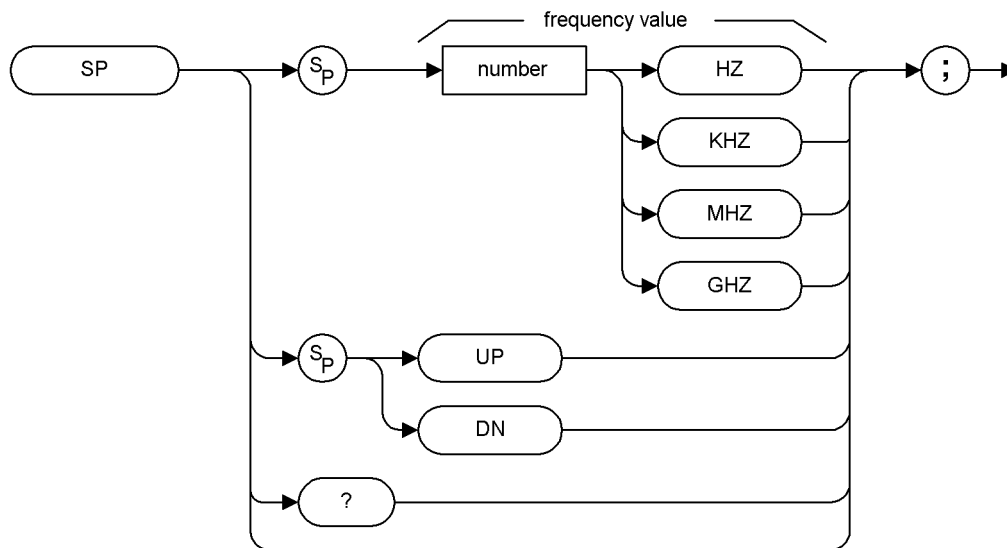 frequency value
SP SP number HZ ;
KHZ
MHZ
GHZ
SP UP
DN
?